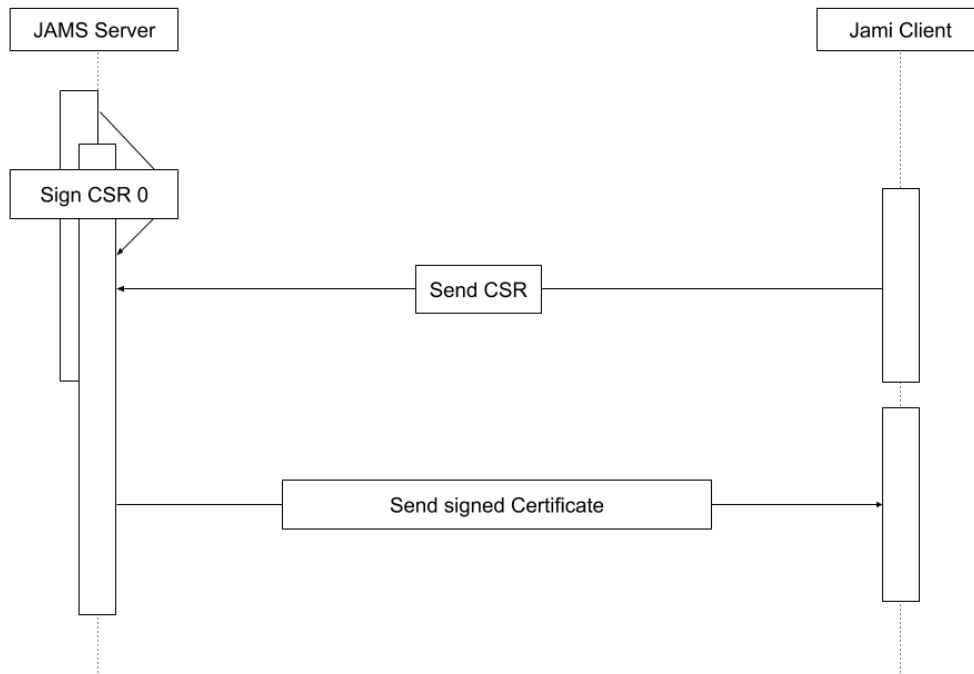 JAMS Server
Jami Client
Sign CSR 0
Send CSR
Send signed Certificate